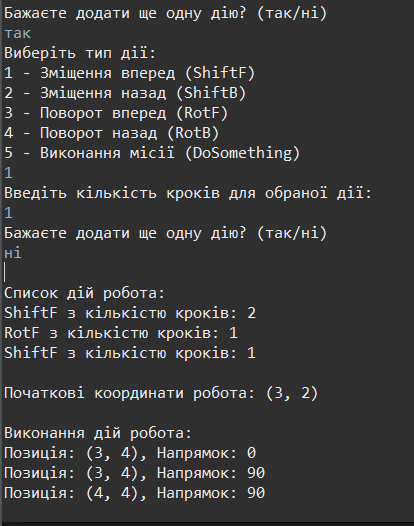 Бажаєте додати ще одну дію? (так/ні)
так
Виберіть тип дії:
1 - Зміщення вперед (ShiftF)
2 - Зміщення назад (ShiftB)
3 - Поворот вперед (RotF)
4 - Поворот назад (RotB)
5 - Виконання місії (DoSomething)
1
Введіть кількість кроків для обраної дії:
1
Бажаєте додати ще одну дію? (так/ні)
ні
Список дій робота:
ShiftF з кількістю кроків: 2
RotF з кількістю кроків: 1
ShiftF з кількістю кроків: 1
Початкові координати робота: (3, 2)
Виконання дій робота:
Позиція: (3, 4), Напрямок: 0
Позиція: (3, 4), Напрямок: 90
Позиція: (4, 4), Напрямок: 90